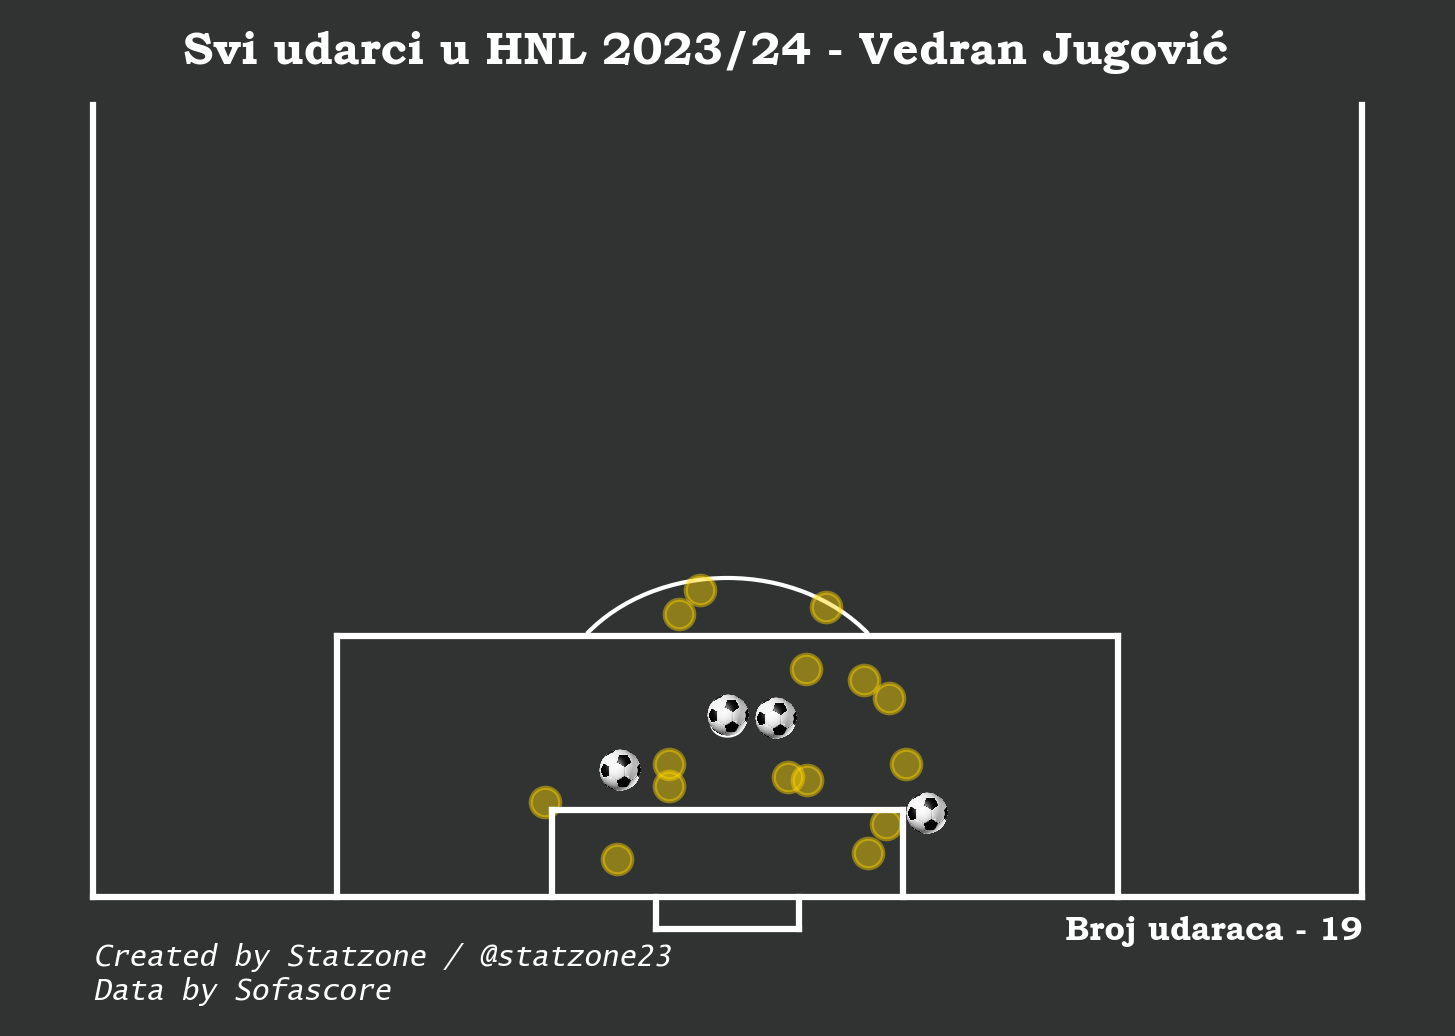 Svi udarci u HNL 2023/24 - Vedran Jugović
Broj udaraca - 19
Created by Statzone / @statzone23
Data by Sofascore